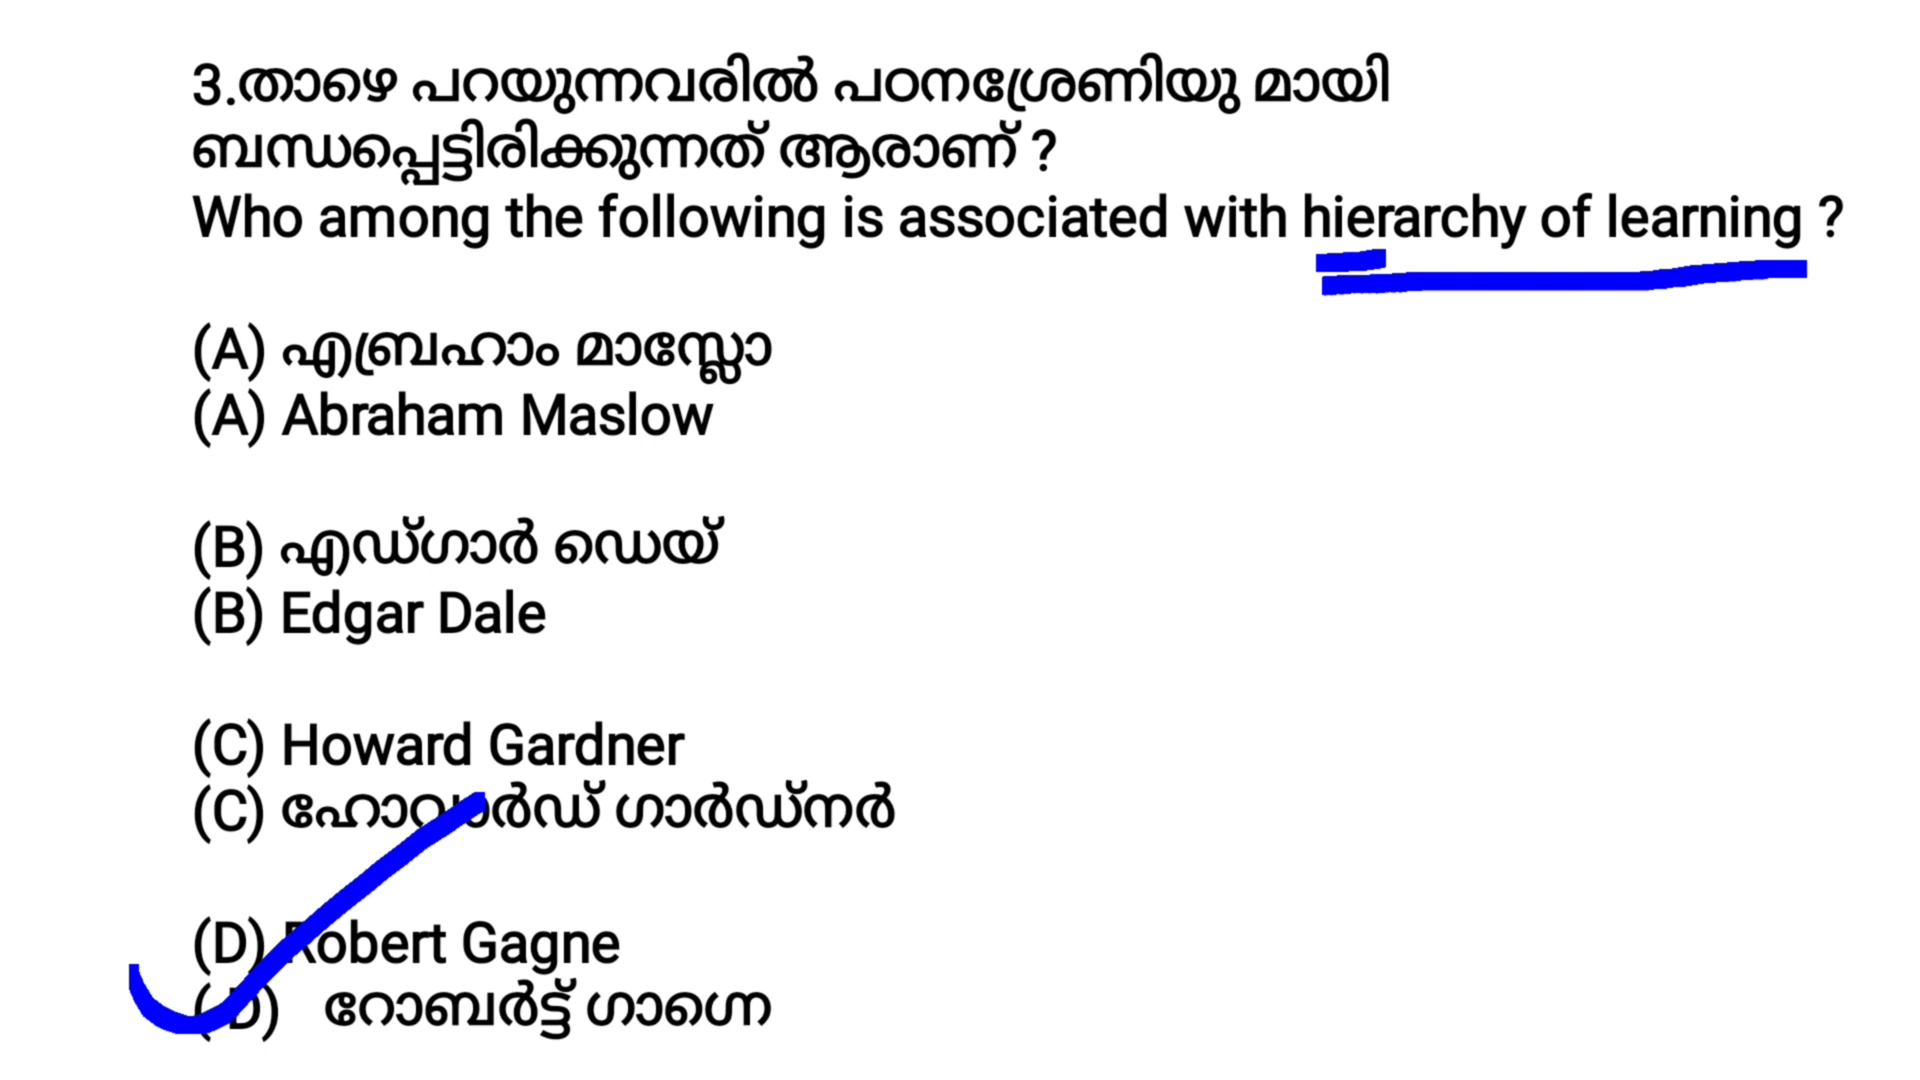 3.താഴെ പറയുന്നവരിൽ പഠനശ്രേണിയു മായി
ബന്ധപ്പെട്ടിരിക്കുന്നത് ആരാണ് ?
Who among the following is associated with hierarchy of learning ?
(A) എബ്രഹാം മാസ്ലോ
(A) Abraham Maslow
(B) എഡ്ഗാർ ഡെയ്
(B) Edgar Dale
(C) Howard Gardner
(C) ഹോവാർഡ് ഗാർഡ്നർ
(D) Robert Gagne
(D) റോബർട്ട് ഗാഗ്നെ